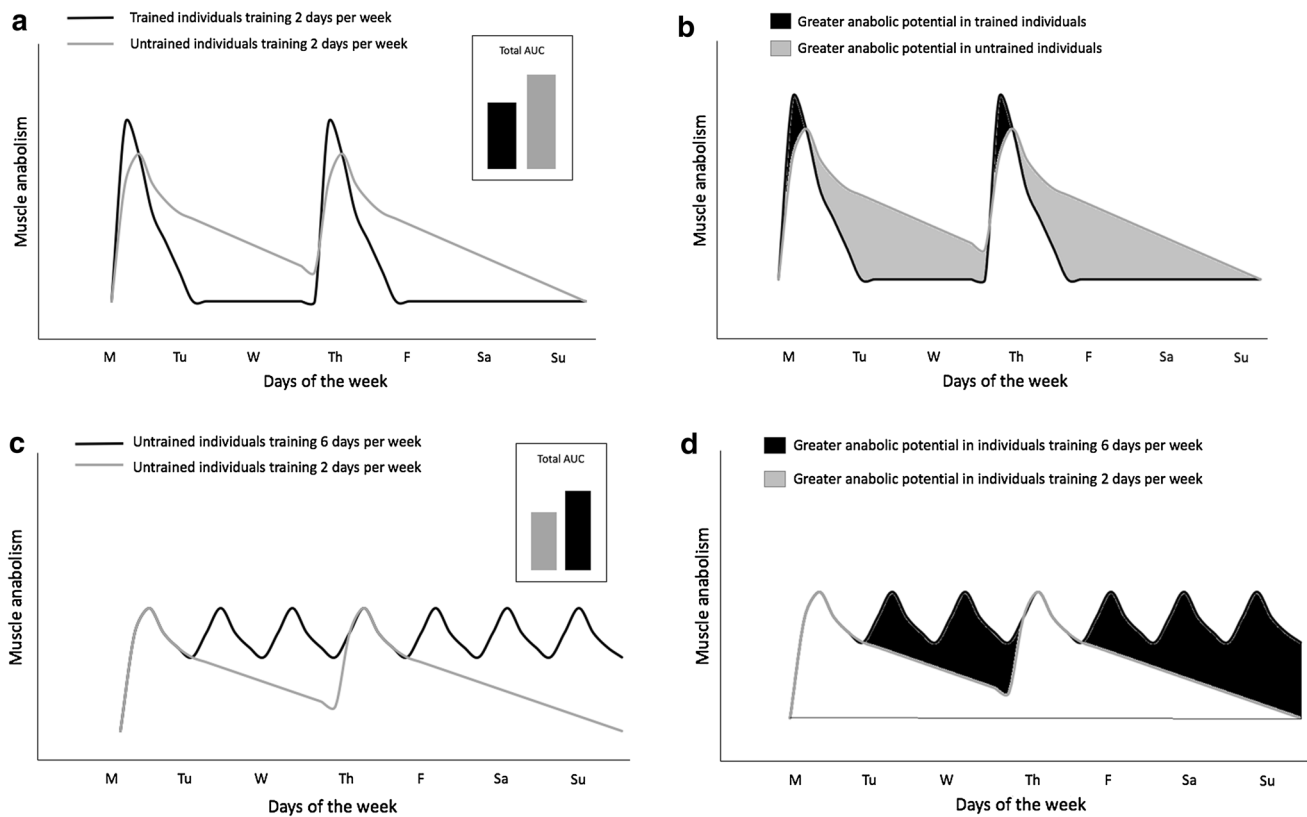 a
Trained individuals training 2 days per week
Untrained individuals training 2 days per week
Total AUC
Muscle anabolism
M Tu W Th F Sa Su
Days of the week
b
Greater anabolic potential in trained individuals
Greater anabolic potential in untrained individuals
Muscle anabolism
M Tu W Th F Sa Su
Days of the week
c
Untrained individuals training 6 days per week
Untrained individuals training 2 days per week
Total AUC
Muscle anabolism
M Tu W Th F Sa Su
Days of the week
d
Greater anabolic potential in individuals training 6 days per week
Greater anabolic potential in individuals training 2 days per week
Muscle anabolism
M Tu W Th F Sa Su
Days of the week